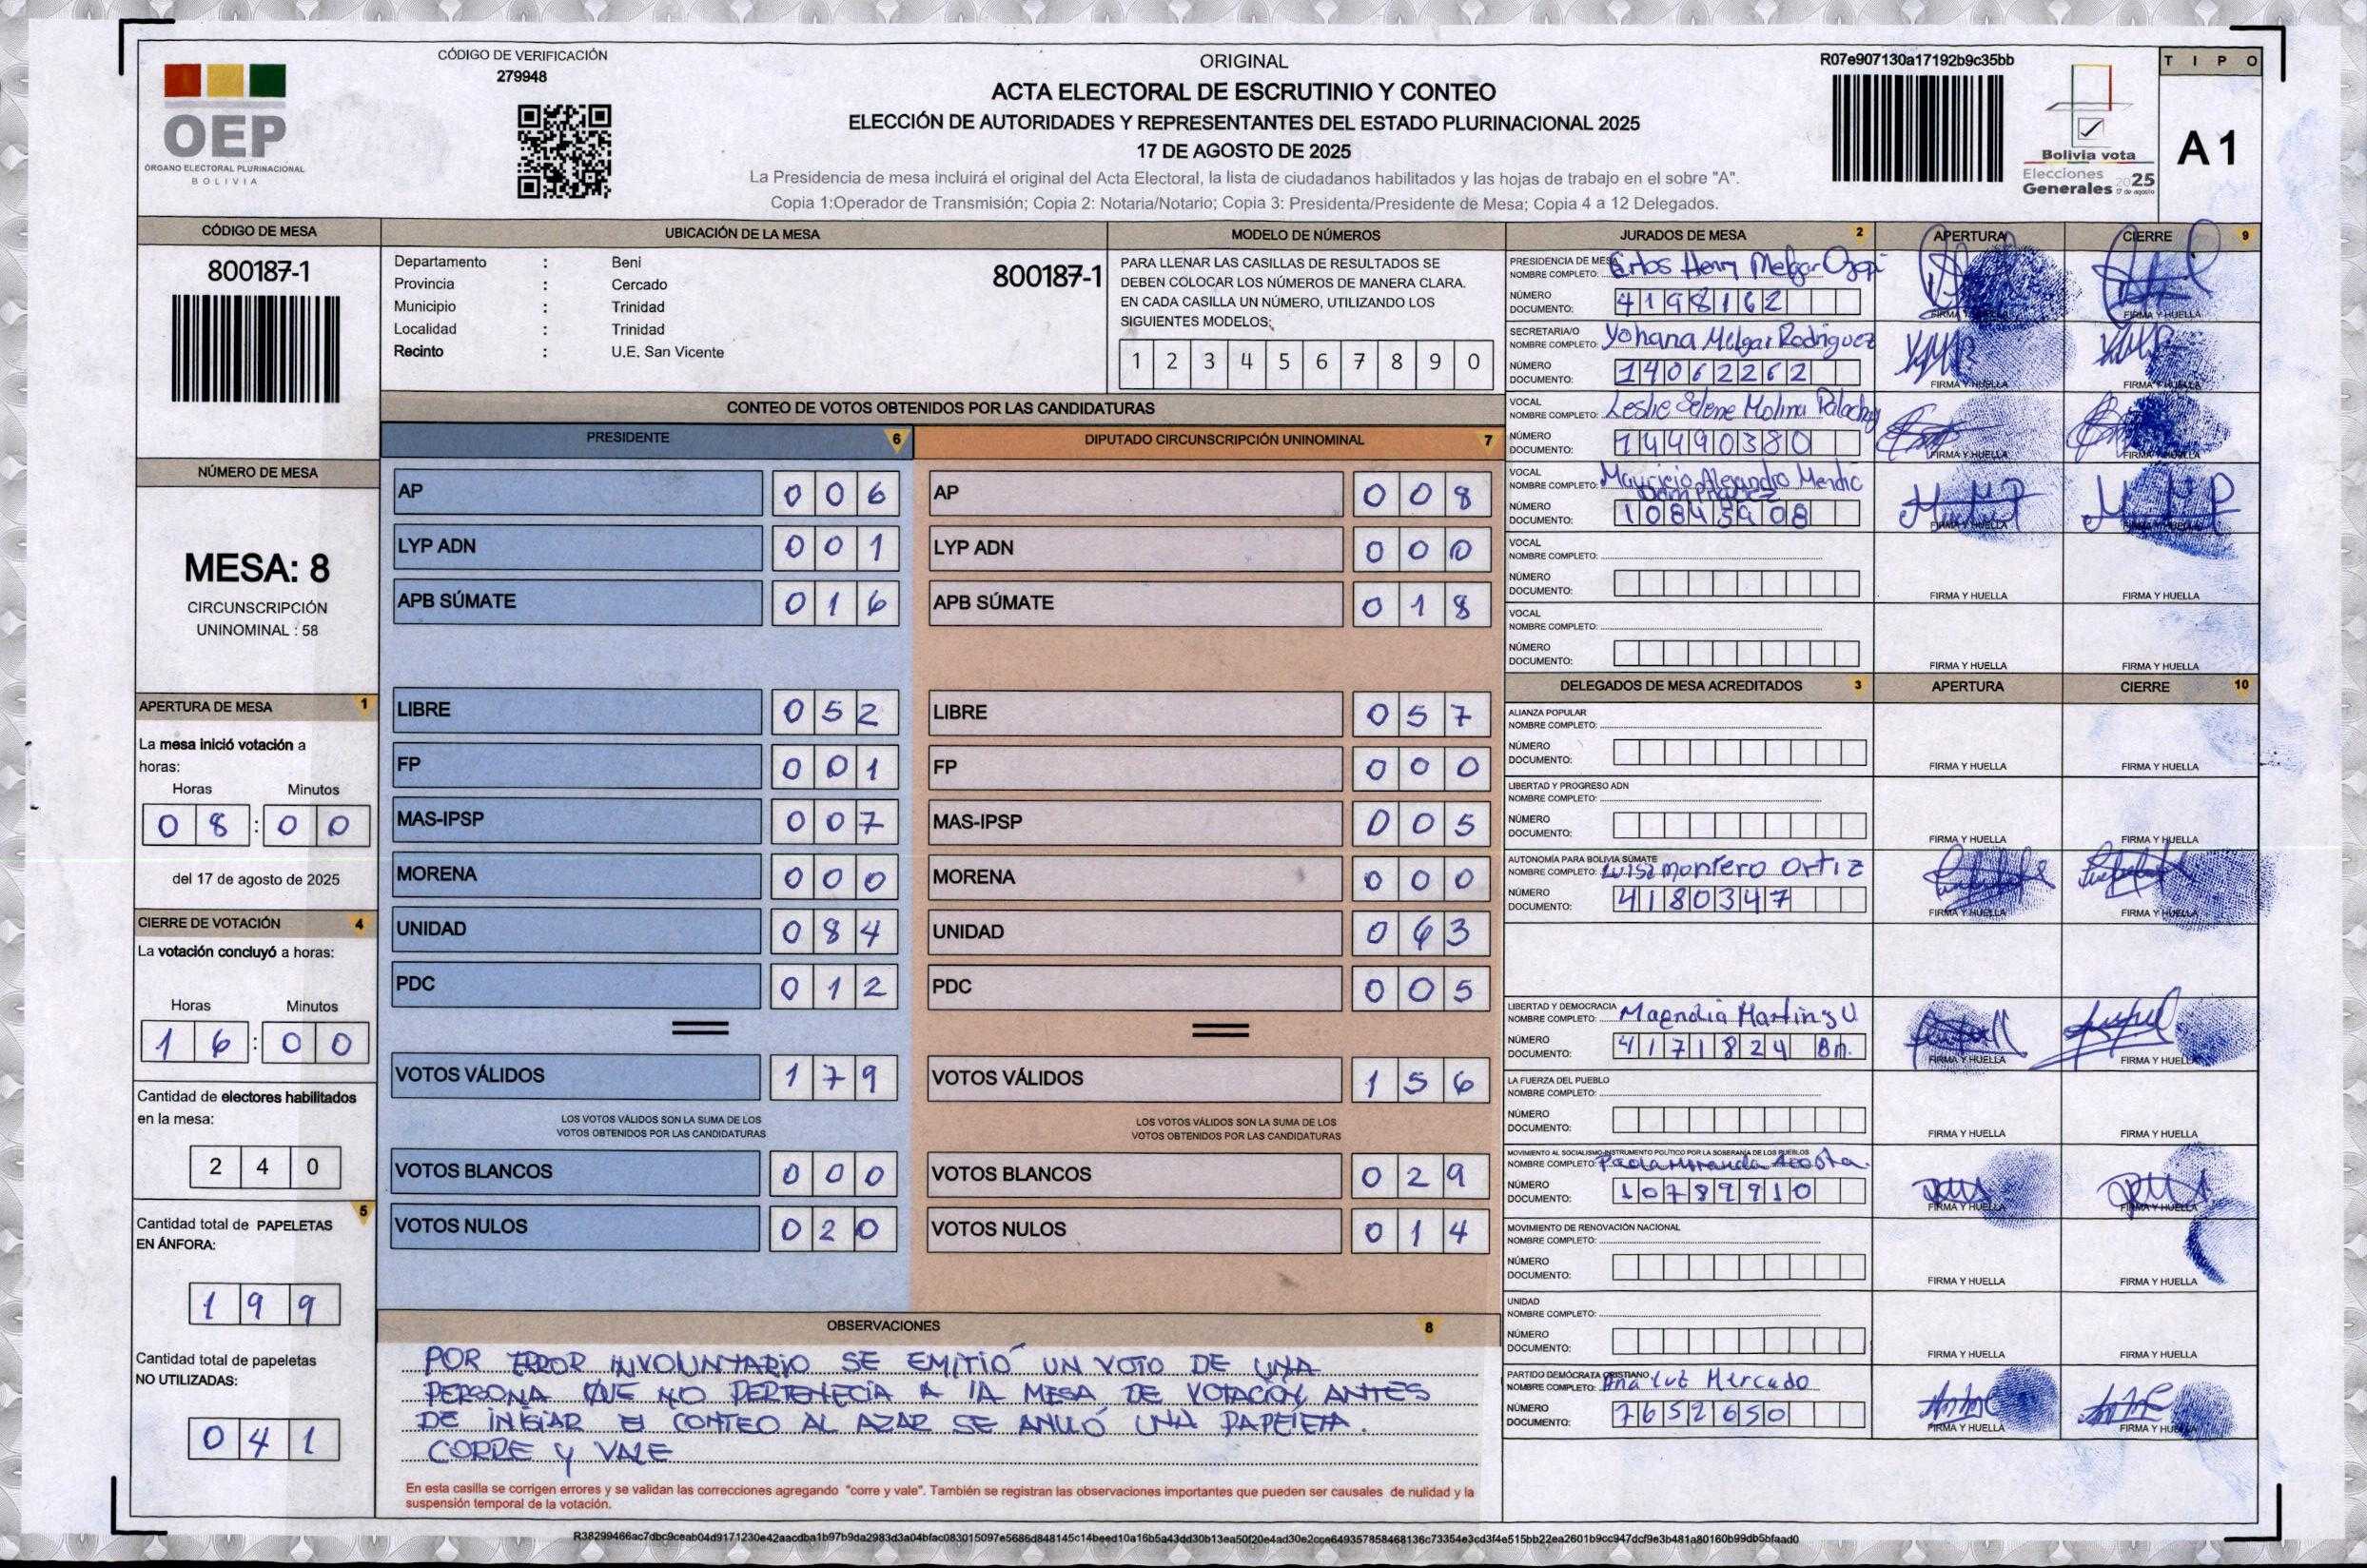 CÓDIGO DE VERIFICACIÓN
279948
OEP
ÓRGANO ELECTORAL PLURINACIONAL
BOLIVIA
ORIGINAL
ACTA ELECTORAL DE ESCRUTINIO Y CONTEO
ELECCIÓN DE AUTORIDADES Y REPRESENTANTES DEL ESTADO PLURINACIONAL 2025
17 DE AGOSTO DE 2025
La Presidencia de mesa incluirá el original del Acta Electoral, la lista de ciudadanos habilitados y las hojas de trabajo en el sobre "A".
Copia 1:Operador de Transmisión; Copia 2: Notaria/Notario; Copia 3: Presidenta/Presidente de Mesa; Copia 4 a 12 Delegados.
R07e907130a17192b9c35bb
Bolivia vota
Elecciones
Generales 2025
17 de agosto
TIPO
A 1
CÓDIGO DE MESA
800187-1
NÚMERO DE MESA
MESA: 8
CIRCUNSCRIPCIÓN
UNINOMINAL : 58
APERTURA DE MESA 1
La mesa inició votación a
horas:
Horas Minutos
0 8 : 0 0
del 17 de agosto de 2025
CIERRE DE VOTACIÓN 4
La votación concluyó a horas:
Horas Minutos
1 6 : 0 0
Cantidad de electores habilitados
en la mesa:
2 4 0
5
Cantidad total de PAPELETAS
EN ÁNFORA:
1 9 9
Cantidad total de papeletas
NO UTILIZADAS:
0 4 1
UBICACIÓN DE LA MESA
Departamento : Beni
Provincia : Cercado
Municipio : Trinidad
Localidad : Trinidad
Recinto : U.E. San Vicente
800187-1
MODELO DE NÚMEROS
PARA LLENAR LAS CASILLAS DE RESULTADOS SE
DEBEN COLOCAR LOS NÚMEROS DE MANERA CLARA.
EN CADA CASILLA UN NÚMERO, UTILIZANDO LOS
SIGUIENTES MODELOS:
1 2 3 4 5 6 7 8 9 0
CONTEO DE VOTOS OBTENIDOS POR LAS CANDIDATURAS
PRESIDENTE 6
AP 0 0 6
LYP ADN 0 0 1
APB SÚMATE 0 1 6
LIBRE 0 5 2
FP 0 0 1
MAS-IPSP 0 0 7
MORENA 0 0 0
UNIDAD 0 8 4
PDC 0 1 2
VOTOS VÁLIDOS 1 7 9
LOS VOTOS VÁLIDOS SON LA SUMA DE LOS
VOTOS OBTENIDOS POR LAS CANDIDATURAS
VOTOS BLANCOS 0 0 0
VOTOS NULOS 0 2 0
DIPUTADO CIRCUNSCRIPCIÓN UNINOMINAL 7
AP 0 0 8
LYP ADN 0 0 0
APB SÚMATE 0 1 8
LIBRE 0 5 7
FP 0 0 0
MAS-IPSP 0 0 5
MORENA 0 0 0
UNIDAD 0 6 3
PDC 0 0 5
VOTOS VÁLIDOS 1 5 6
LOS VOTOS VÁLIDOS SON LA SUMA DE LOS
VOTOS OBTENIDOS POR LAS CANDIDATURAS
VOTOS BLANCOS 0 2 9
VOTOS NULOS 0 1 4
OBSERVACIONES 8
POR ERROR INVOLUNTARIO SE EMITIÓ UN VOTO DE UNA
PERSONA QUE NO PERTENECIA A LA MESA DE VOTACIÓN, ANTES
DE INISIAR EL CONTEO AL AZAR SE ANULÓ UNA PAPELETA.
CORRE Y VALE
En esta casilla se corrigen errores y se validan las correcciones agregando "corre y vale". También se registran las observaciones importantes que pueden ser causales de nulidad y la
suspensión temporal de la votación.
JURADOS DE MESA 2 APERTURA CIERRE 9
PRESIDENCIA DE MESA
NOMBRE COMPLETO: Carlos Henry Melgar
NÚMERO
DOCUMENTO: 4198162
FIRMA Y HUELLA FIRMA Y HUELLA
SECRETARIA/O
NOMBRE COMPLETO: Yohana Melgar Rodriguez
NÚMERO
DOCUMENTO: 14062262
FIRMA Y HUELLA FIRMA Y HUELLA
VOCAL
NOMBRE COMPLETO: Leslie Selene Molina
NÚMERO
DOCUMENTO: 14490380
FIRMA Y HUELLA FIRMA Y HUELLA
VOCAL
NOMBRE COMPLETO: Mauricio Alejandro
NÚMERO
DOCUMENTO: 10845908
FIRMA Y HUELLA FIRMA Y HUELLA
VOCAL
NOMBRE COMPLETO:
NÚMERO
DOCUMENTO:
FIRMA Y HUELLA FIRMA Y HUELLA
VOCAL
NOMBRE COMPLETO:
NÚMERO
DOCUMENTO:
FIRMA Y HUELLA FIRMA Y HUELLA
DELEGADOS DE MESA ACREDITADOS 3 APERTURA CIERRE 10
ALIANZA POPULAR
NOMBRE COMPLETO:
NÚMERO
DOCUMENTO:
FIRMA Y HUELLA FIRMA Y HUELLA
LIBERTAD Y PROGRESO ADN
NOMBRE COMPLETO:
NÚMERO
DOCUMENTO:
FIRMA Y HUELLA FIRMA Y HUELLA
AUTONOMÍA PARA BOLIVIA SÚMATE
NOMBRE COMPLETO: Luisa montero Ortiz
NÚMERO
DOCUMENTO: 4180347
FIRMA Y HUELLA FIRMA Y HUELLA
LIBERTAD Y DEMOCRACIA
NOMBRE COMPLETO: Magnolia
NÚMERO
DOCUMENTO: 4171824 Bn.
FIRMA Y HUELLA FIRMA Y HUELLA
LA FUERZA DEL PUEBLO
NOMBRE COMPLETO:
NÚMERO
DOCUMENTO:
FIRMA Y HUELLA FIRMA Y HUELLA
MOVIMIENTO AL SOCIALISMO-INSTRUMENTO POLÍTICO POR LA SOBERANÍA DE LOS PUEBLOS
NOMBRE COMPLETO: Paola Miranda Acosta
NÚMERO
DOCUMENTO: 10789910
FIRMA Y HUELLA FIRMA Y HUELLA
MOVIMIENTO DE RENOVACIÓN NACIONAL
NOMBRE COMPLETO:
NÚMERO
DOCUMENTO:
FIRMA Y HUELLA FIRMA Y HUELLA
UNIDAD
NOMBRE COMPLETO:
NÚMERO
DOCUMENTO:
FIRMA Y HUELLA FIRMA Y HUELLA
PARTIDO DEMÓCRATA CRISTIANO
NOMBRE COMPLETO: Ana Luz Mercado
NÚMERO
DOCUMENTO: 7652650
FIRMA Y HUELLA FIRMA Y HUELLA